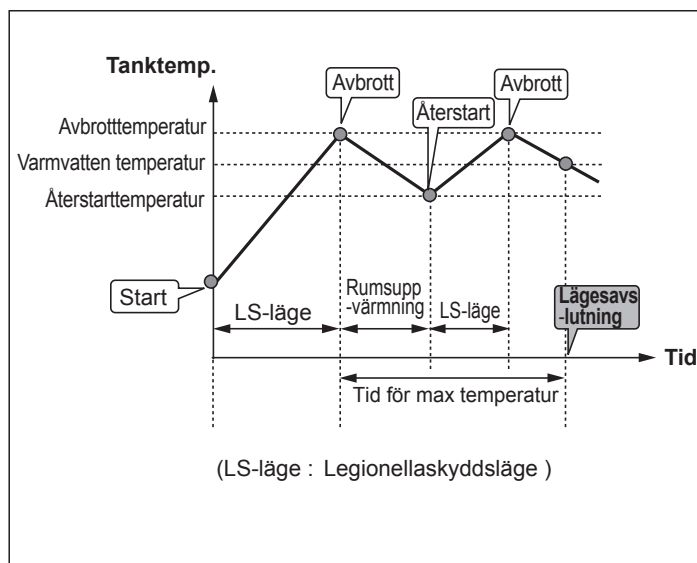 Tanktemp.
Avbrott
Avbrott
Återstart
Avbrotttemperatur
Varmvatten temperatur
Återstarttemperatur
Start
LS-läge
Rumsupp
-värmning
LS-läge
Lägesavs
-lutning
Tid
Tid för max temperatur
(LS-läge : Legionellaskyddsläge )